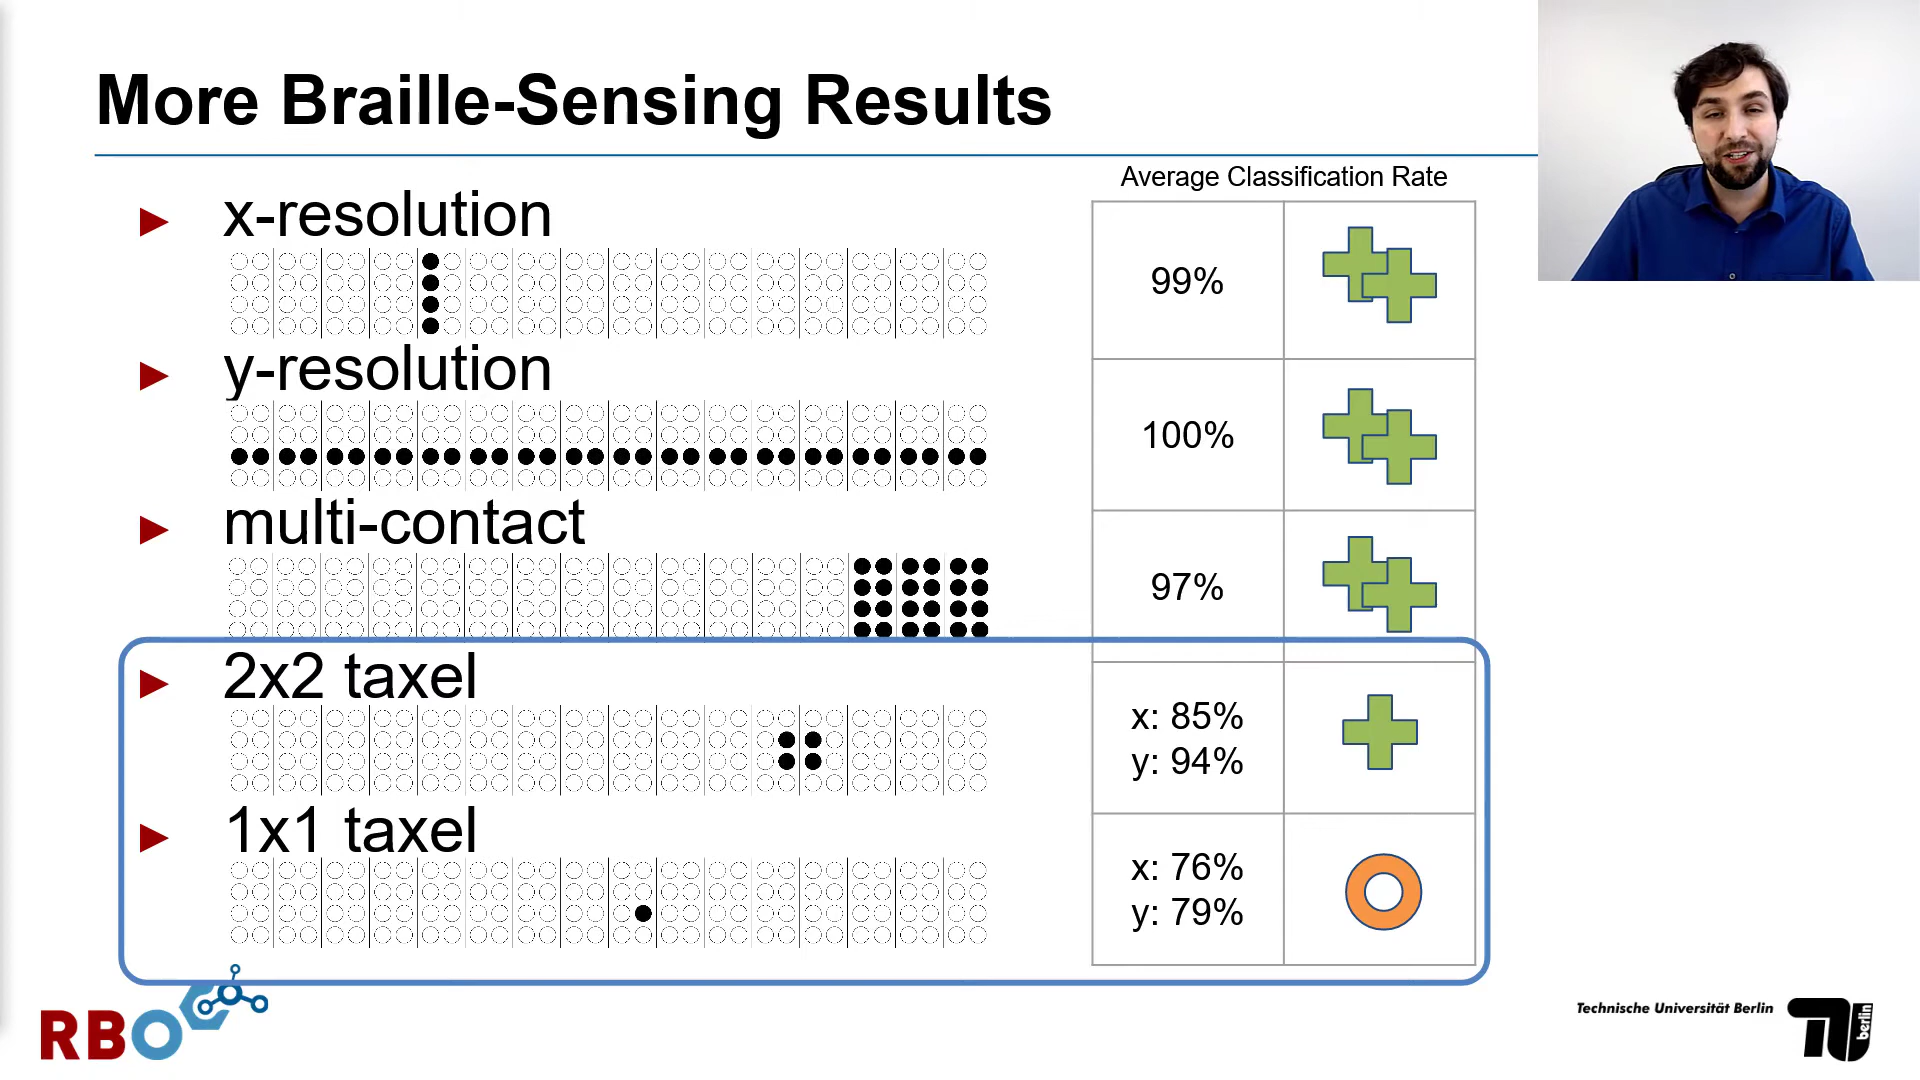 More Braille-Sensing Results
Average Classification Rate
x-resolution
99%
y-resolution
100%
multi-contact
97%
2x2 taxel
x: 85%
y: 94%
1x1 taxel
x: 76%
y: 79%
RBO
Technische Universität Berlin
berlin